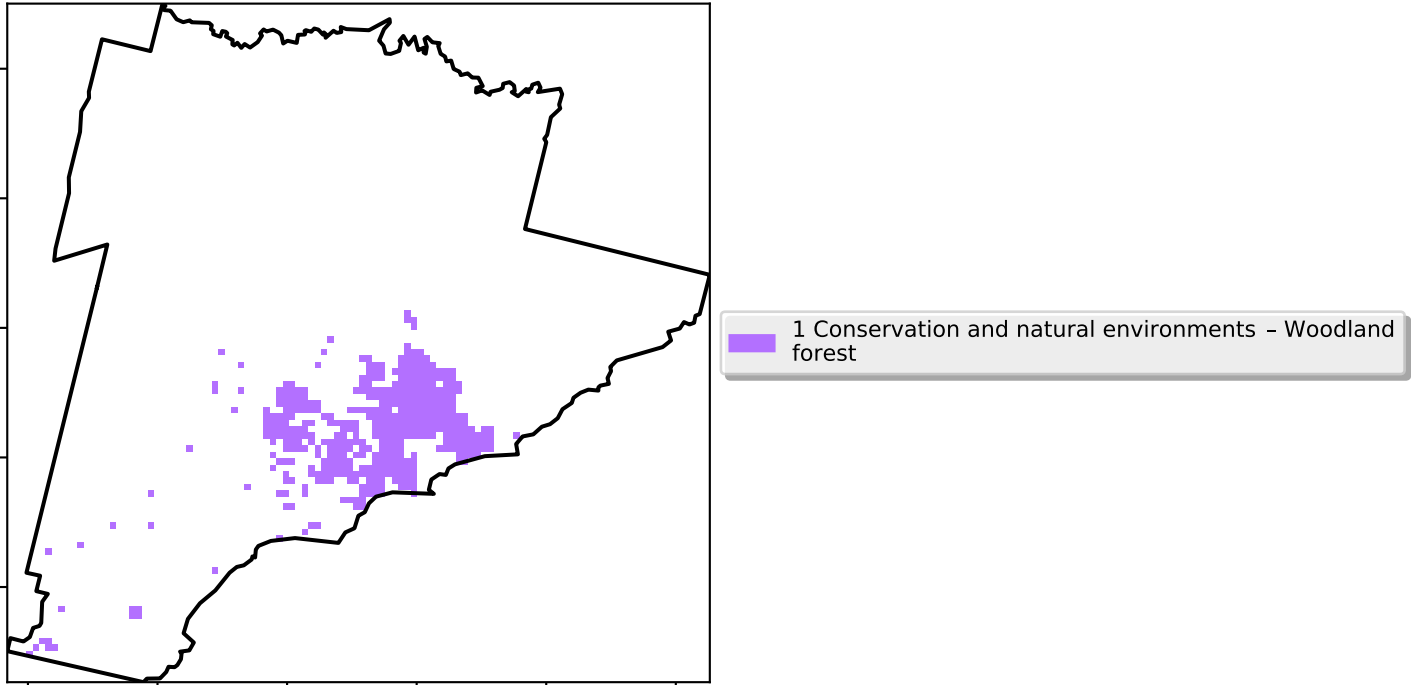 1 Conservation and natural environments – Woodland
forest